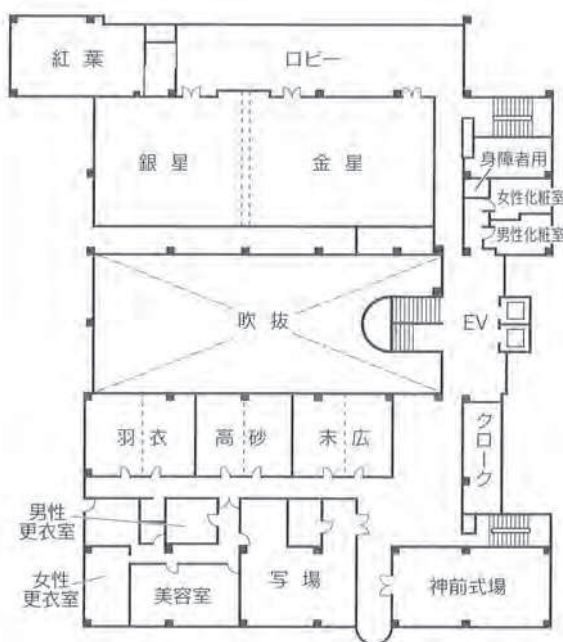 紅葉
ロビー
銀星
金星
身障者用
女性化粧室
男性化粧室
吹抜
EV
羽衣
高砂
末広
クローク
男性
更衣室
女性
更衣室
美容室
写場
神前式場